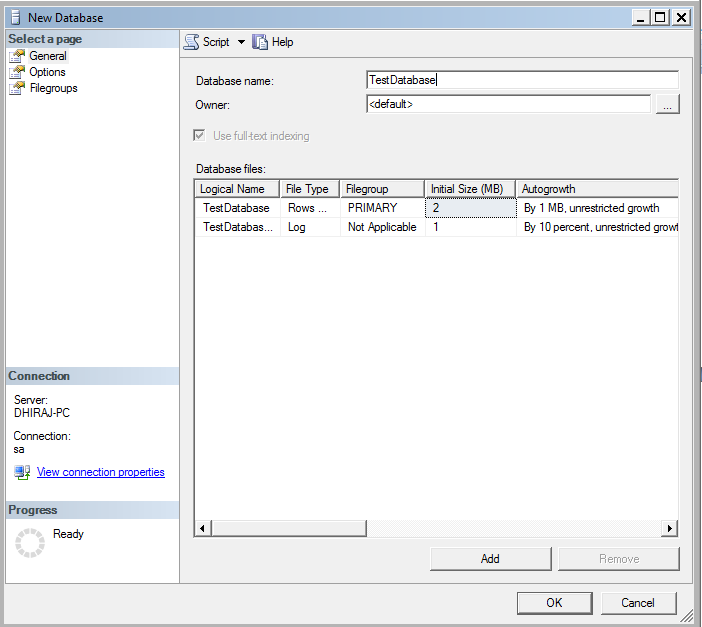 New Database
Select a page
General
Options
Filegroups
Script Help
Database name: TestDatabase
Owner: <default> ...
Use full-text indexing
Database files:
Logical Name File Type Filegroup Initial Size (MB) Autogrowth
TestDatabase Rows ... PRIMARY 2 By 1 MB, unrestricted growth
TestDatabas... Log Not Applicable 1 By 10 percent, unrestricted growt
Connection
Server:
DHIRAJ-PC
Connection:
sa
View connection properties
Progress
Ready
Add Remove
OK Cancel